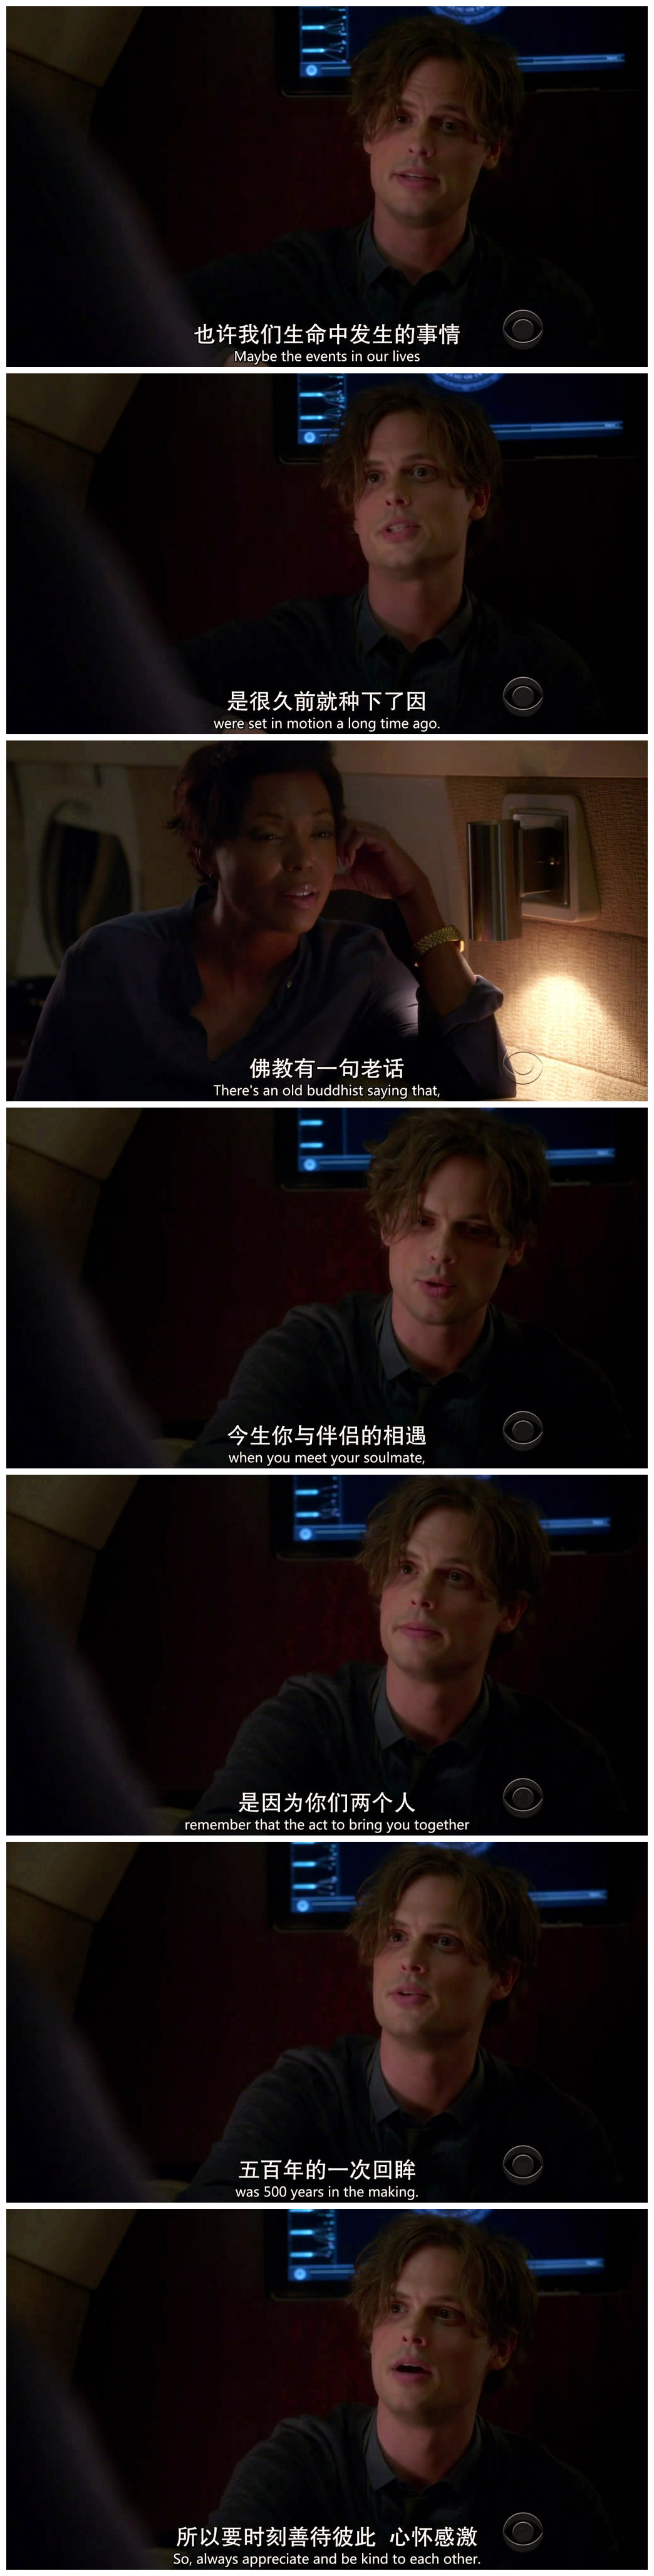 也许我们生命中发生的事情
Maybe the events in our lives
是很久前就种下了因
were set in motion a long time ago.
佛教有一句老话
There's an old buddhist saying that,
今生你与伴侣的相遇
when you meet your soulmate,
是因为你们两个人
remember that the act to bring you together
五百年的一次回眸
was 500 years in the making.
所以要时刻善待彼此 心怀感激
So, always appreciate and be kind to each other.